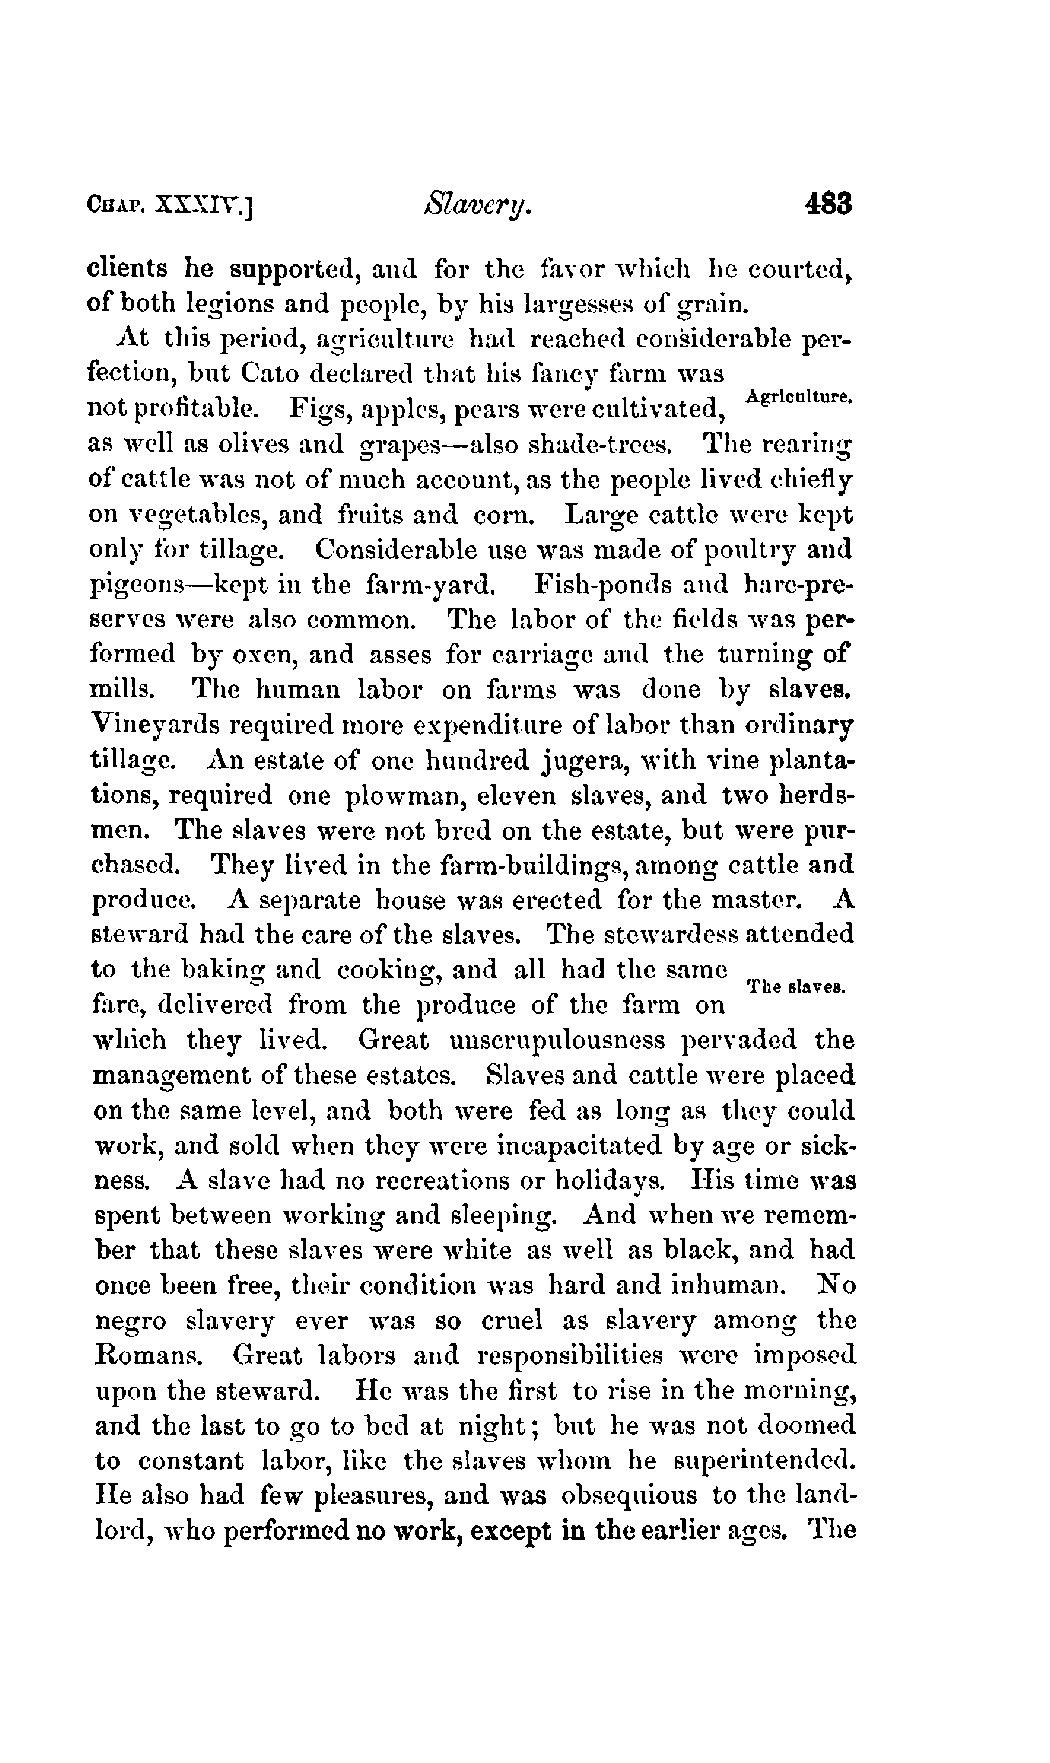 CHAP. XXXIV.] Slavery. 483
clients he supported, and for the favor which he courted,
of both legions and people, by his largesses of grain.
At this period, agriculture had reached considerable per-
fection, but Cato declared that his fancy farm was
not profitable. Figs, apples, pears were cultivated, Agriculture.
as well as olives and grapes—also shade-trees. The rearing
of cattle was not of much account, as the people lived chiefly
on vegetables, and fruits and corn. Large cattle were kept
only for tillage. Considerable use was made of poultry and
pigeons—kept in the farm-yard. Fish-ponds and hare-pre-
serves were also common. The labor of the fields was per-
formed by oxen, and asses for carriage and the turning of
mills. The human labor on farms was done by slaves.
Vineyards required more expenditure of labor than ordinary
tillage. An estate of one hundred jugera, with vine planta-
tions, required one plowman, eleven slaves, and two herds-
men. The slaves were not bred on the estate, but were pur-
chased. They lived in the farm-buildings, among cattle and
produce. A separate house was erected for the master. A
steward had the care of the slaves. The stewardess attended
to the baking and cooking, and all had the same
The slaves.
fare, delivered from the produce of the farm on
which they lived. Great unscrupulousness pervaded the
management of these estates. Slaves and cattle were placed
on the same level, and both were fed as long as they could
work, and sold when they were incapacitated by age or sick-
ness. A slave had no recreations or holidays. His time was
spent between working and sleeping. And when we remem-
ber that these slaves were white as well as black, and had
once been free, their condition was hard and inhuman. No
negro slavery ever was so cruel as slavery among the
Romans. Great labors and responsibilities were imposed
upon the steward. He was the first to rise in the morning,
and the last to go to bed at night; but he was not doomed
to constant labor, like the slaves whom he superintended.
He also had few pleasures, and was obsequious to the land-
lord, who performed no work, except in the earlier ages. The